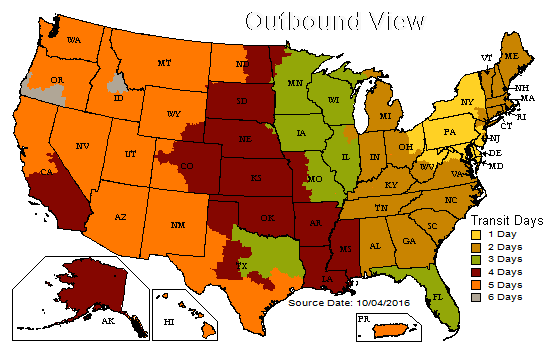 Outbound View
WA
MT
ND
MN
WI
MI
VT
ME
NH
MA
RI
CT
NY
NJ
PA
DE
MD
OR
ID
WY
SD
IA
IL
IN
OH
WV
VA
NV
UT
CO
NE
KS
MO
KY
NC
CA
AZ
NM
OK
AR
TN
SC
TX
LA
MS
AL
GA
FL
AK
HI
PR
Source Date: 10/04/2016
Transit Days
1 Day
2 Days
3 Days
4 Days
5 Days
6 Days